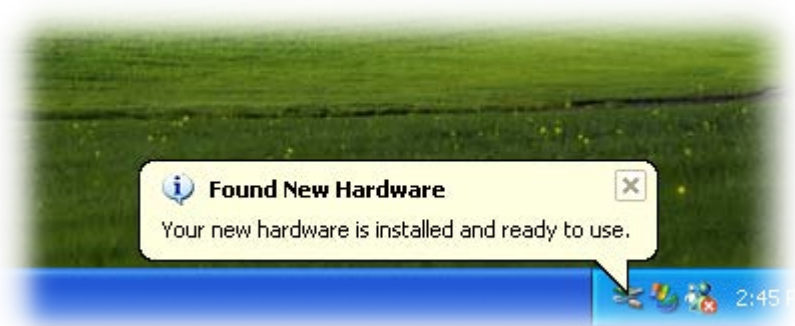 Found New Hardware
Your new hardware is installed and ready to use.
2:45 P